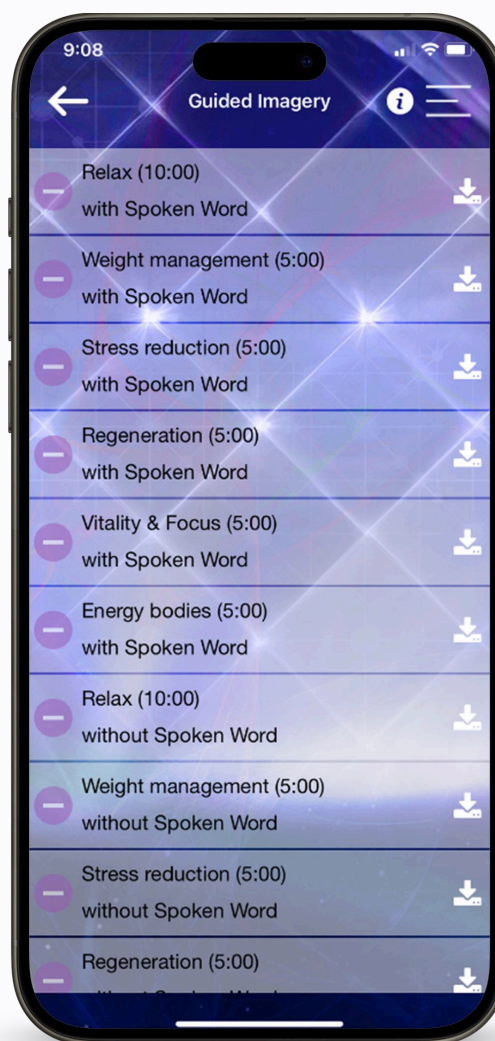 9:08
Guided Imagery
Relax (10:00)
with Spoken Word
Weight management (5:00)
with Spoken Word
Stress reduction (5:00)
with Spoken Word
Regeneration (5:00)
with Spoken Word
Vitality & Focus (5:00)
with Spoken Word
Energy bodies (5:00)
with Spoken Word
Relax (10:00)
without Spoken Word
Weight management (5:00)
without Spoken Word
Stress reduction (5:00)
without Spoken Word
Regeneration (5:00)